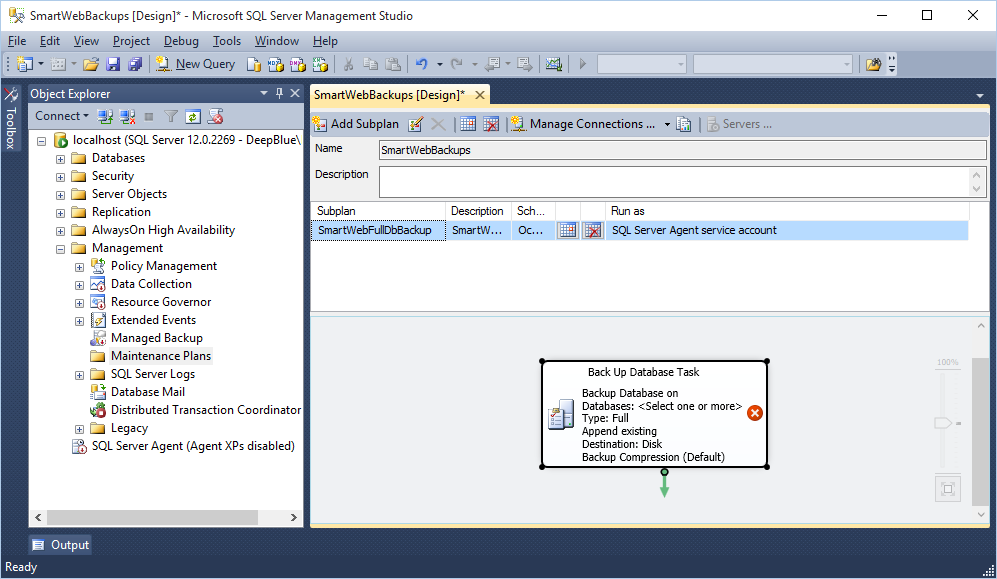 SmartWebBackups [Design]* - Microsoft SQL Server Management Studio
File Edit View Project Debug Tools Window Help
New Query
Toolbox
Object Explorer
SmartWebBackups [Design]*
Connect
Add Subplan
Manage Connections ...
Servers ...
localhost (SQL Server 12.0.2269 - DeepBlue\
Databases
Security
Server Objects
Replication
AlwaysOn High Availability
Management
Policy Management
Data Collection
Resource Governor
Extended Events
Managed Backup
Maintenance Plans
SQL Server Logs
Database Mail
Distributed Transaction Coordinator
Legacy
SQL Server Agent (Agent XPs disabled)
Name SmartWebBackups
Description
Subplan Description Sch... Run as
SmartWebFullDbBackup SmartW... Oc... SQL Server Agent service account
Back Up Database Task
Backup Database on
Databases: <Select one or more>
Type: Full
Append existing
Destination: Disk
Backup Compression (Default)
100%
Output
Ready